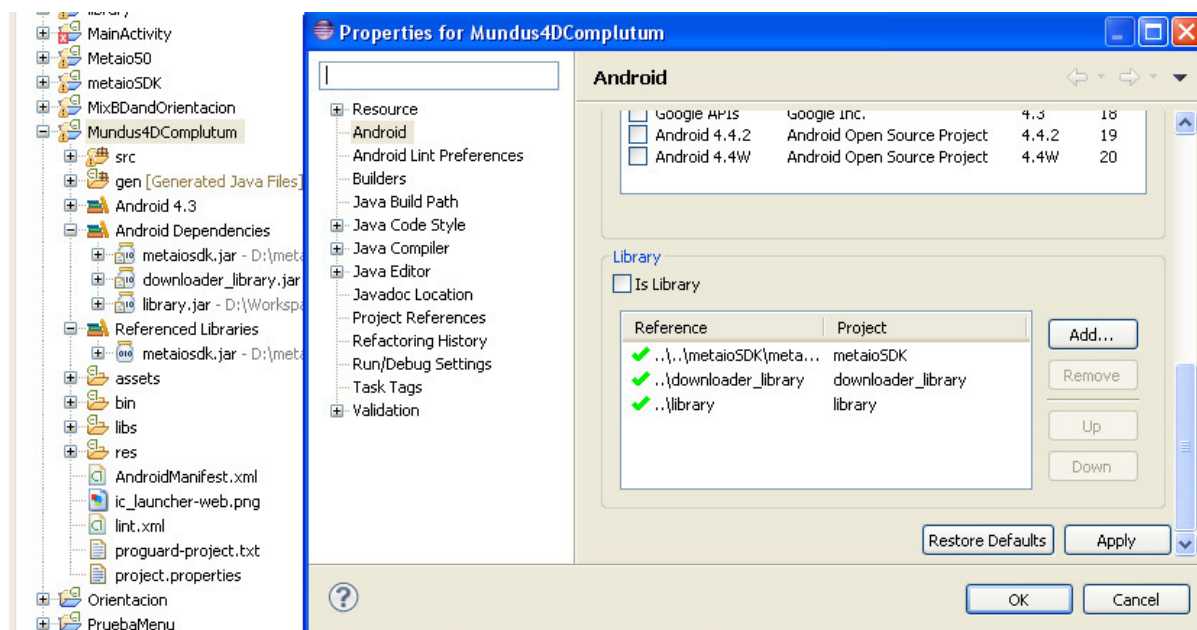 library
MainActivity
Metaio50
metaioSDK
MixBDandOrientacion
Mundus4DComplutum
src
gen [Generated Java Files]
Android 4.3
Android Dependencies
metaiosdk.jar - D:\meta
downloader_library.jar
library.jar - D:\Workspa
Referenced Libraries
metaiosdk.jar - D:\meta
assets
bin
libs
res
AndroidManifest.xml
ic_launcher-web.png
lint.xml
proguard-project.txt
project.properties
Orientacion
PruebaMenu
Properties for Mundus4DComplutum
Resource
Android
Android Lint Preferences
Builders
Java Build Path
Java Code Style
Java Compiler
Java Editor
Javadoc Location
Project References
Refactoring History
Run/Debug Settings
Task Tags
Validation
Android
Google APIs Google Inc. 4.3 18
Android 4.4.2 Android Open Source Project 4.4.2 19
Android 4.4W Android Open Source Project 4.4W 20
Library
Is Library
Reference Project
..\..\metaioSDK\meta... metaioSDK
..\downloader_library downloader_library
..\library library
Add...
Remove
Up
Down
Restore Defaults Apply
OK Cancel